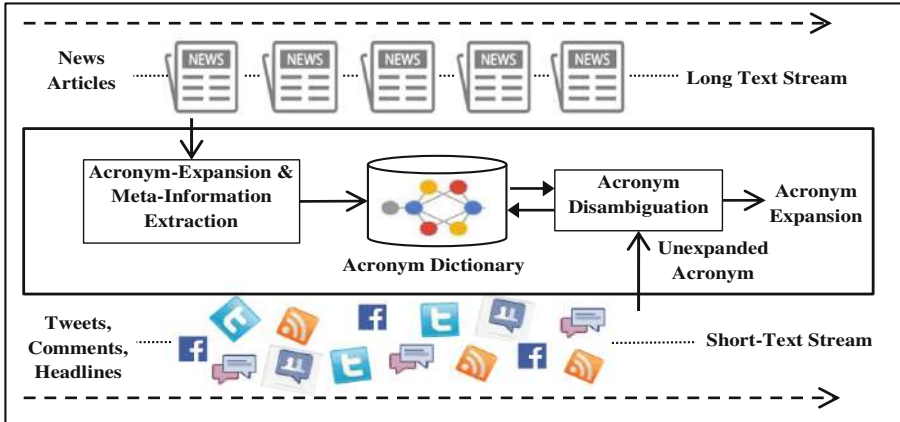 News
Articles
NEWS
NEWS
NEWS
NEWS
NEWS
Long Text Stream
Acronym-Expansion &
Meta-Information
Extraction
Acronym Dictionary
Acronym
Disambiguation
Acronym
Expansion
Unexpanded
Acronym
Tweets,
Comments,
Headlines
Short-Text Stream